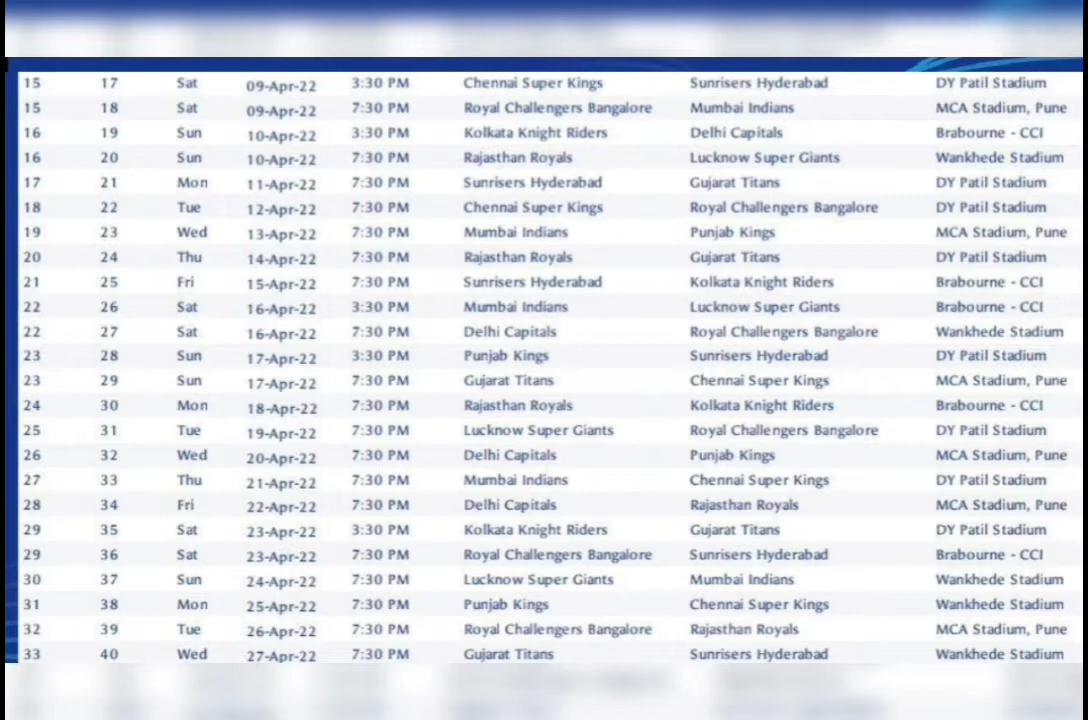 15 17 Sat 09-Apr-22 3:30 PM Chennai Super Kings Sunrisers Hyderabad DY Patil Stadium
15 18 Sat 09-Apr-22 7:30 PM Royal Challengers Bangalore Mumbai Indians MCA Stadium, Pune
16 19 Sun 10-Apr-22 3:30 PM Kolkata Knight Riders Delhi Capitals Brabourne - CCI
16 20 Sun 10-Apr-22 7:30 PM Rajasthan Royals Lucknow Super Giants Wankhede Stadium
17 21 Mon 11-Apr-22 7:30 PM Sunrisers Hyderabad Gujarat Titans DY Patil Stadium
18 22 Tue 12-Apr-22 7:30 PM Chennai Super Kings Royal Challengers Bangalore DY Patil Stadium
19 23 Wed 13-Apr-22 7:30 PM Mumbai Indians Punjab Kings MCA Stadium, Pune
20 24 Thu 14-Apr-22 7:30 PM Rajasthan Royals Gujarat Titans DY Patil Stadium
21 25 Fri 15-Apr-22 7:30 PM Sunrisers Hyderabad Kolkata Knight Riders Brabourne - CCI
22 26 Sat 16-Apr-22 3:30 PM Mumbai Indians Lucknow Super Giants Brabourne - CCI
22 27 Sat 16-Apr-22 7:30 PM Delhi Capitals Royal Challengers Bangalore Wankhede Stadium
23 28 Sun 17-Apr-22 3:30 PM Punjab Kings Sunrisers Hyderabad DY Patil Stadium
23 29 Sun 17-Apr-22 7:30 PM Gujarat Titans Chennai Super Kings MCA Stadium, Pune
24 30 Mon 18-Apr-22 7:30 PM Rajasthan Royals Kolkata Knight Riders Brabourne - CCI
25 31 Tue 19-Apr-22 7:30 PM Lucknow Super Giants Royal Challengers Bangalore DY Patil Stadium
26 32 Wed 20-Apr-22 7:30 PM Delhi Capitals Punjab Kings MCA Stadium, Pune
27 33 Thu 21-Apr-22 7:30 PM Mumbai Indians Chennai Super Kings DY Patil Stadium
28 34 Fri 22-Apr-22 7:30 PM Delhi Capitals Rajasthan Royals MCA Stadium, Pune
29 35 Sat 23-Apr-22 3:30 PM Kolkata Knight Riders Gujarat Titans DY Patil Stadium
29 36 Sat 23-Apr-22 7:30 PM Royal Challengers Bangalore Sunrisers Hyderabad Brabourne - CCI
30 37 Sun 24-Apr-22 7:30 PM Lucknow Super Giants Mumbai Indians Wankhede Stadium
31 38 Mon 25-Apr-22 7:30 PM Punjab Kings Chennai Super Kings Wankhede Stadium
32 39 Tue 26-Apr-22 7:30 PM Royal Challengers Bangalore Rajasthan Royals MCA Stadium, Pune
33 40 Wed 27-Apr-22 7:30 PM Gujarat Titans Sunrisers Hyderabad Wankhede Stadium